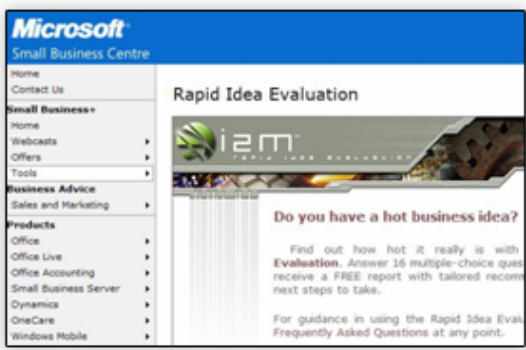 Microsoft
Small Business Centre
Home
Contact Us
Small Business+
Home
Webcasts
Offers
Tools
Business Advice
Sales and Marketing
Products
Office
Office Live
Office Accounting
Small Business Server
Dynamics
OneCare
Windows Mobile
Rapid Idea Evaluation
i2m
RAPID IDEA EVALUATION
Do you have a hot business idea?
Find out how hot it really is with
Evaluation. Answer 16 multiple-choice ques
receive a FREE report with tailored recom
next steps to take.
For guidance in using the Rapid Idea Evalu
Frequently Asked Questions at any point.